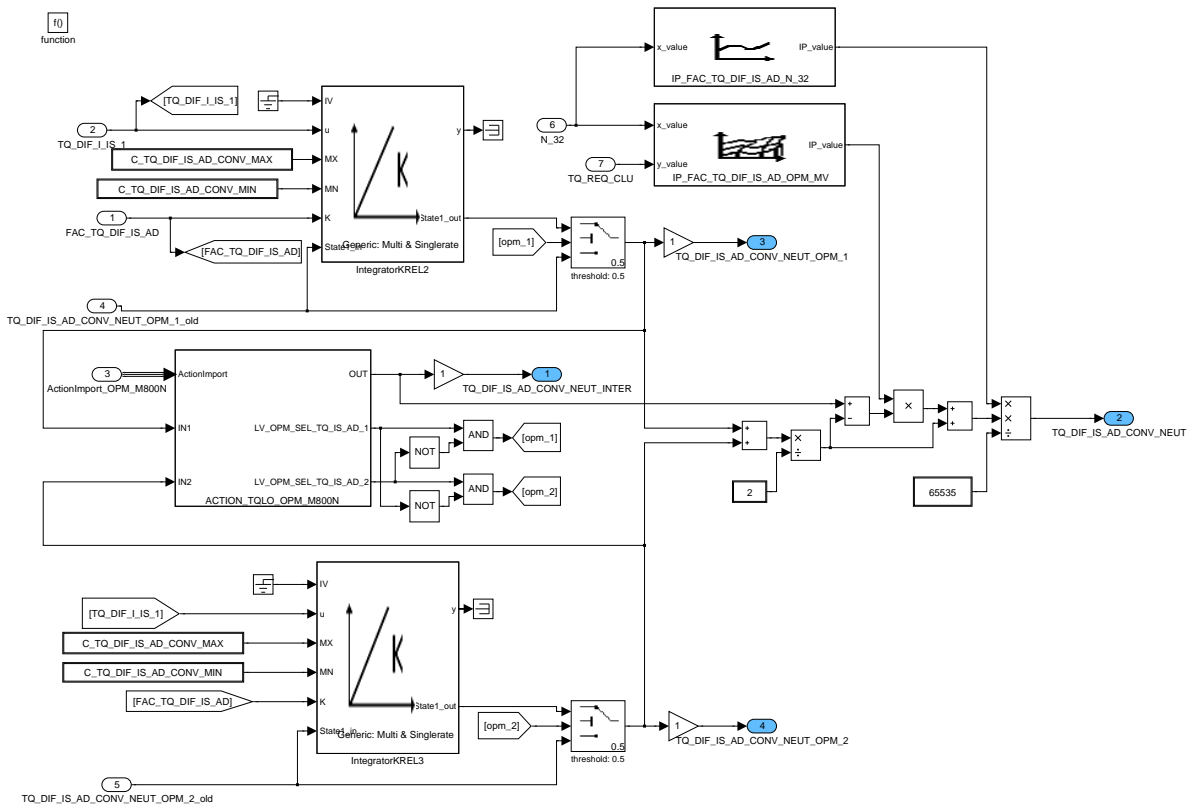 f()
function
x_value
IP_value
IP_FAC_TQ_DIF_IS_AD_N_32
[TQ_DIF_I_IS_1]
IV
2
TQ_DIF_I_IS_1
u
y
C_TQ_DIF_IS_AD_CONV_MAX
MX
C_TQ_DIF_IS_AD_CONV_MIN
MN
1
FAC_TQ_DIF_IS_AD
K
[FAC_TQ_DIF_IS_AD]
State1_in
State1_out
K
Generic: Multi & Singlerate
IntegratorKREL2
6
N_32
x_value
7
TQ_REQ_CLU
y_value
IP_value
IP_FAC_TQ_DIF_IS_AD_OPM_MV
[opm_1]
0.5
threshold: 0.5
1
3
TQ_DIF_IS_AD_CONV_NEUT_OPM_1
4
TQ_DIF_IS_AD_CONV_NEUT_OPM_1_old
3
ActionImport_OPM_M800N
ActionImport
OUT
IN1
LV_OPM_SEL_TQ_IS_AD_1
IN2
LV_OPM_SEL_TQ_IS_AD_2
ACTION_TQLO_OPM_M800N
1
1
TQ_DIF_IS_AD_CONV_NEUT_INTER
AND
[opm_1]
NOT
AND
[opm_2]
NOT
+
+
×
÷
2
+
−
×
+
+
65535
×
×
÷
2
TQ_DIF_IS_AD_CONV_NEUT
IV
[TQ_DIF_I_IS_1]
u
y
C_TQ_DIF_IS_AD_CONV_MAX
MX
C_TQ_DIF_IS_AD_CONV_MIN
MN
[FAC_TQ_DIF_IS_AD]
K
State1_in
State1_out
K
Generic: Multi & Singlerate
IntegratorKREL3
[opm_2]
0.5
threshold: 0.5
1
4
TQ_DIF_IS_AD_CONV_NEUT_OPM_2
5
TQ_DIF_IS_AD_CONV_NEUT_OPM_2_old